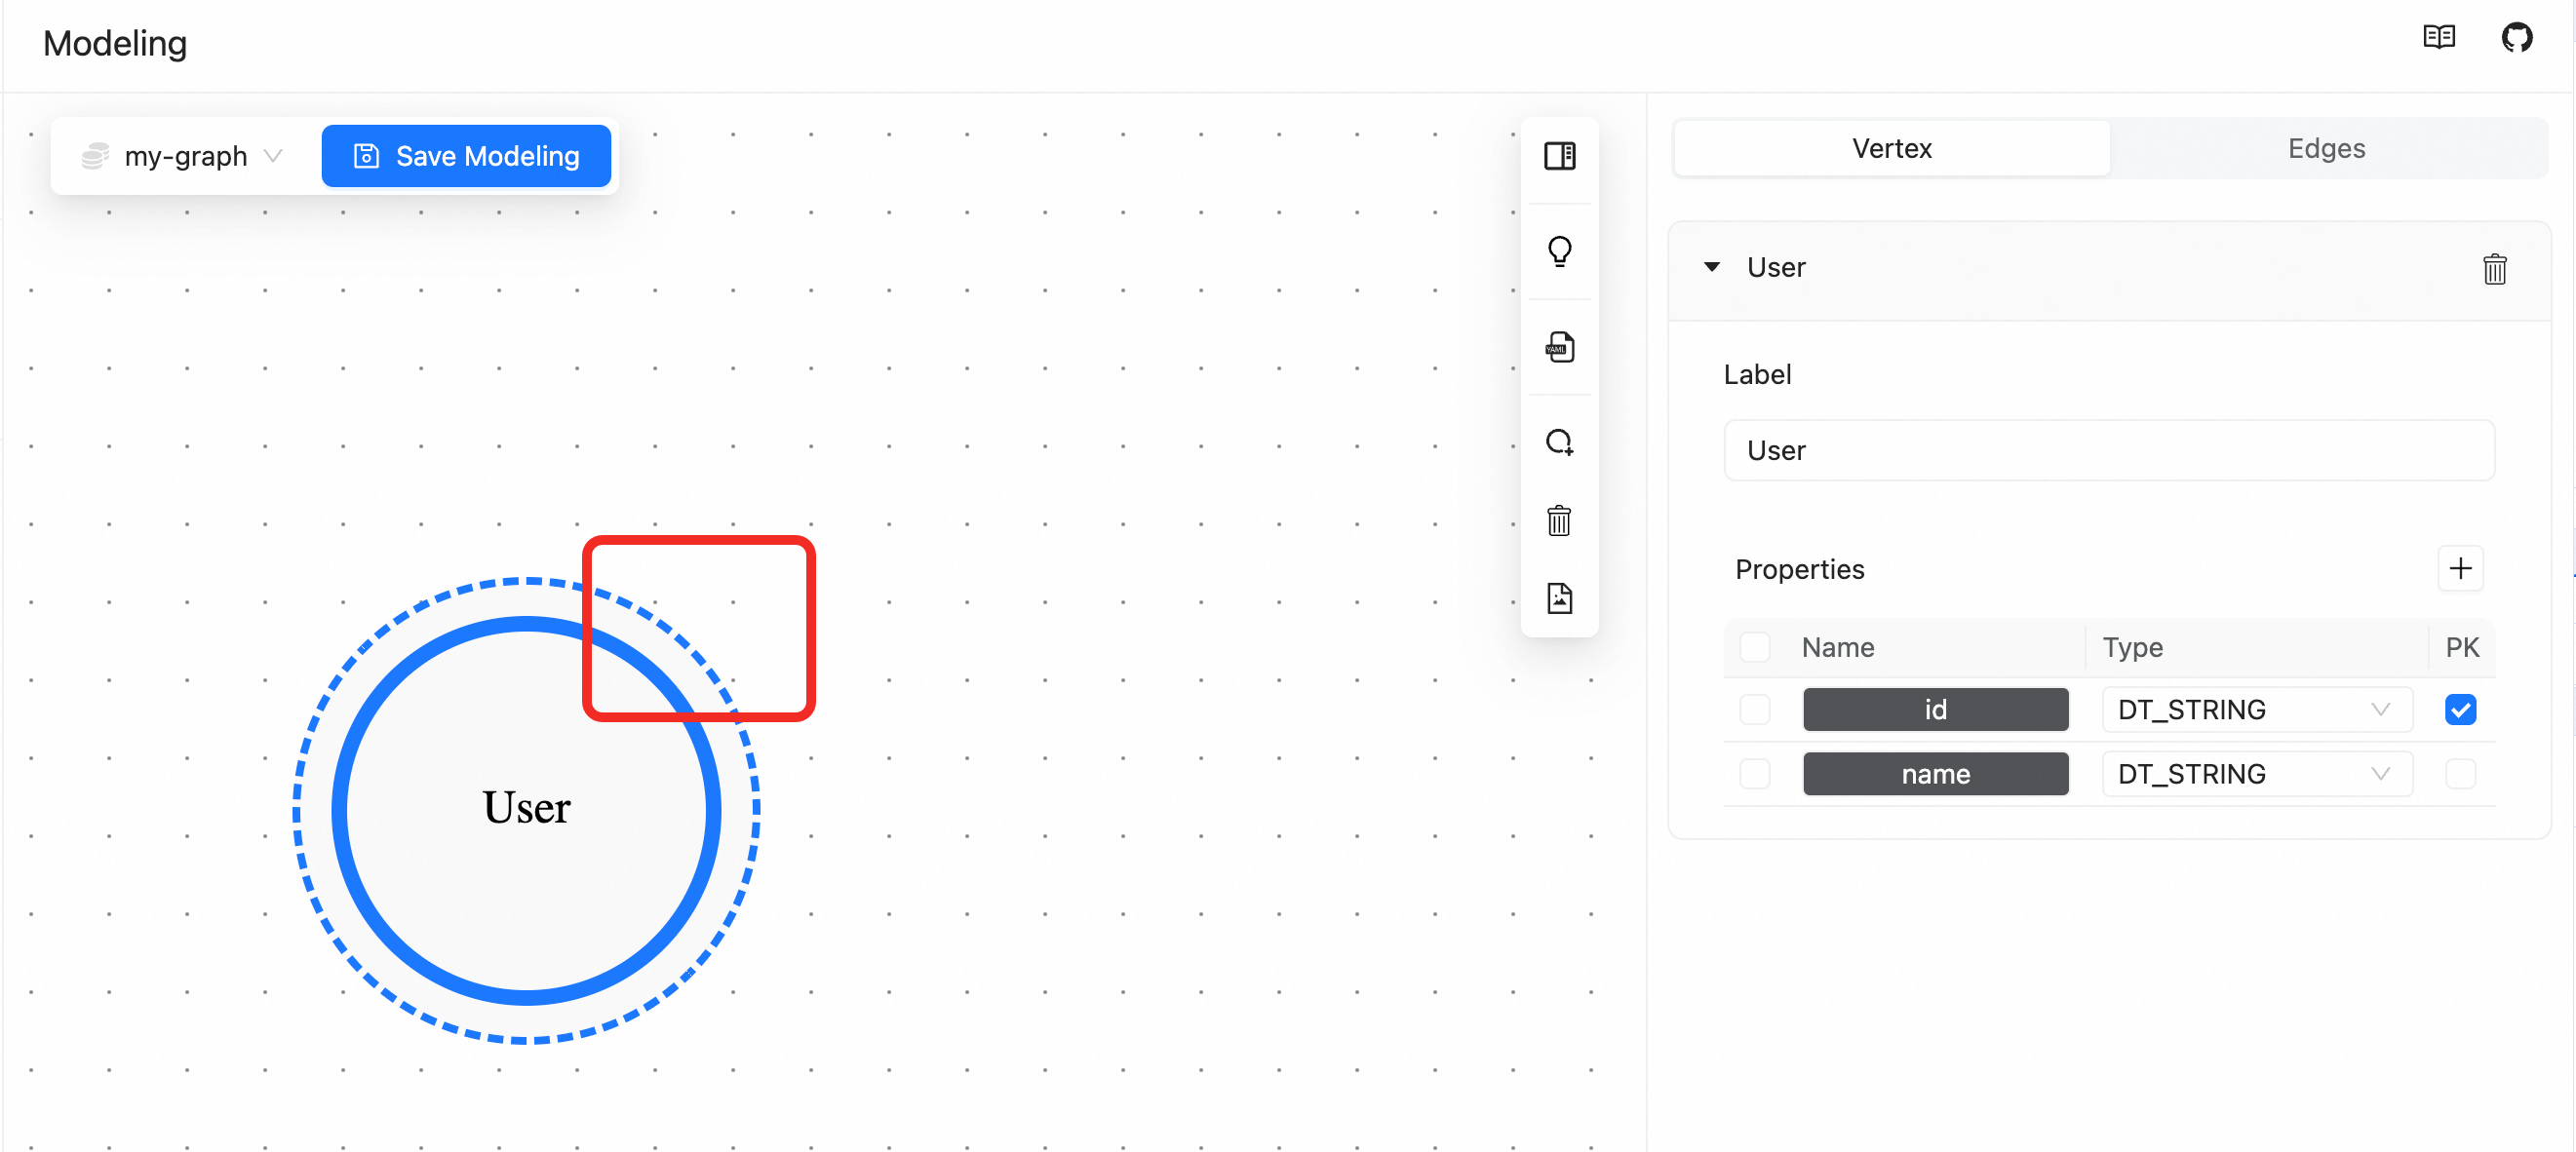 Modeling
my-graph
Save Modeling
Vertex
Edges
User
YAML
Label
User
Properties
Name Type PK
id DT_STRING
name DT_STRING
User